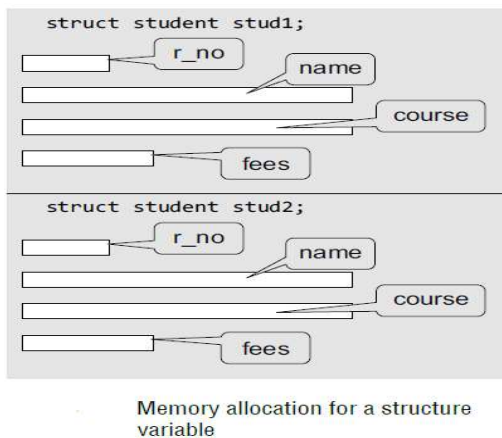 struct student stud1;
r_no
name
course
fees
struct student stud2;
r_no
name
course
fees
Memory allocation for a structure
variable